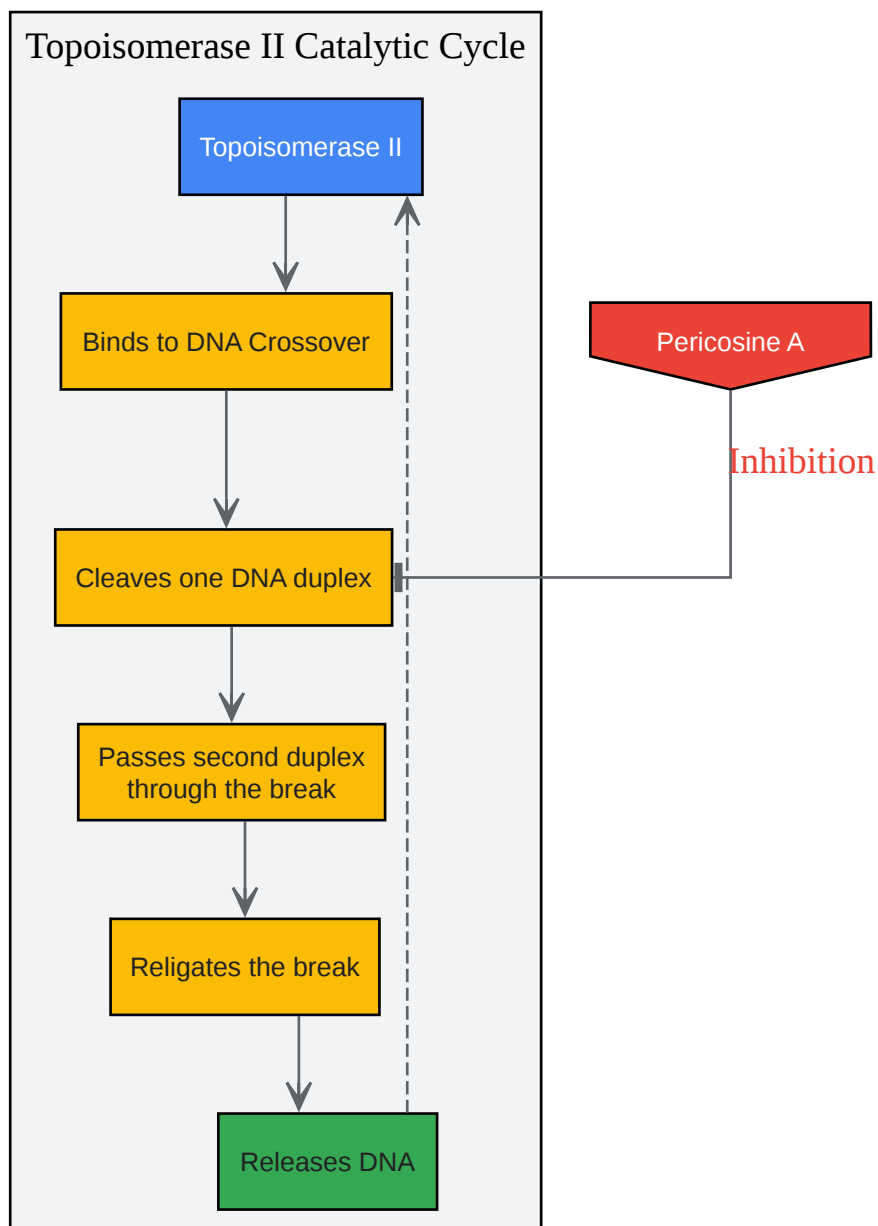 Topoisomerase II Catalytic Cycle
Topoisomerase II
Binds to DNA Crossover
Pericosine A
Inhibition
Cleaves one DNA duplex
Passes second duplex
through the break
Religates the break
Releases DNA